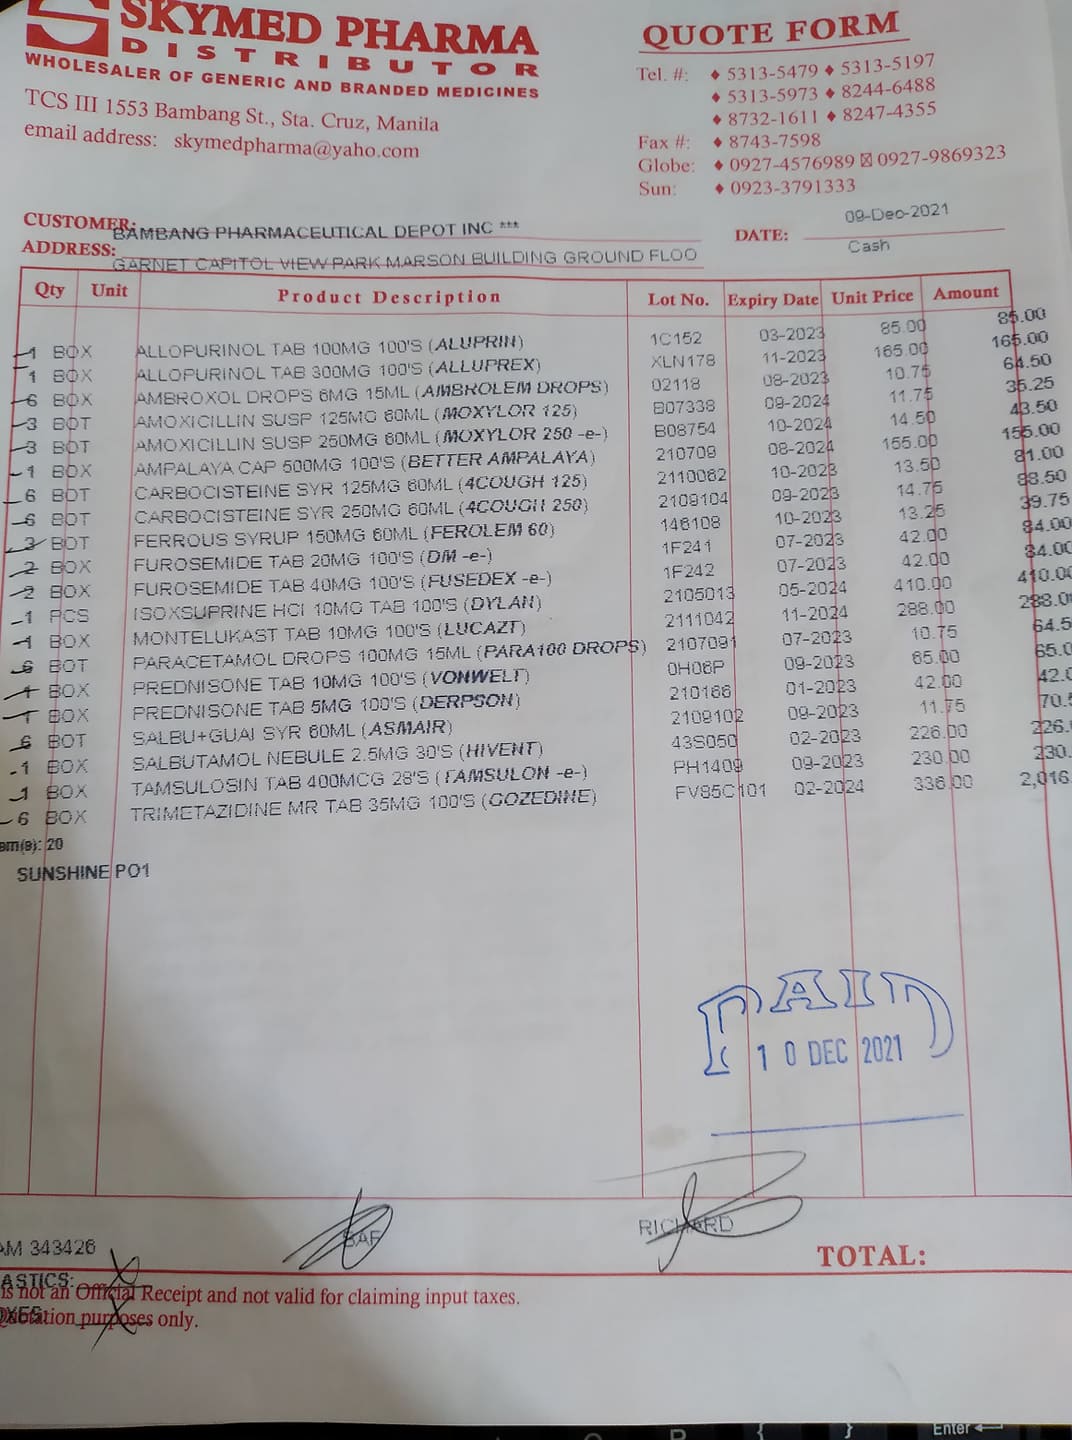 SKYMED PHARMA
DISTRIBUTOR
WHOLESALER OF GENERIC AND BRANDED MEDICINES
TCS III 1553 Bambang St., Sta. Cruz, Manila
email address: skymedpharma@yaho.com
QUOTE FORM
Tel. #: ♦ 5313-5479 ♦ 5313-5197
♦ 5313-5973 ♦ 8244-6488
♦ 8732-1611 ♦ 8247-4355
Fax #: ♦ 8743-7598
Globe: ♦ 0927-4576989 ☒ 0927-9869323
Sun: ♦ 0923-3791333
CUSTOMER: BAMBANG PHARMACEUTICAL DEPOT INC ***
ADDRESS: GARNET CAPITOL VIEW PARK MARSON BUILDING GROUND FLOO
DATE: 09-Dec-2021
Cash
Qty Unit Product Description Lot No. Expiry Date Unit Price Amount
1 BOX ALLOPURINOL TAB 100MG 100'S (ALUPRIN) 1C152 03-2023 85.00 85.00
1 BOX ALLOPURINOL TAB 300MG 100'S (ALLUPREX) XLN178 11-2023 165.00 165.00
6 BOX AMBROXOL DROPS 6MG 15ML (AMBROLEM DROPS) 02118 08-2023 10.75 64.50
3 BOT AMOXICILLIN SUSP 125MG 60ML (MOXYLOR 125) B07338 09-2024 11.75 35.25
3 BOT AMOXICILLIN SUSP 250MG 60ML (MOXYLOR 250 -e-) B08754 10-2024 14.50 43.50
1 BOX AMPALAYA CAP 500MG 100'S (BETTER AMPALAYA) 210709 08-2024 155.00 155.00
6 BOT CARBOCISTEINE SYR 125MG 60ML (4COUGH 125) 2110062 10-2023 13.50 81.00
6 BOT CARBOCISTEINE SYR 250MG 60ML (4COUGH 250) 2109104 09-2023 14.75 88.50
3 BOT FERROUS SYRUP 150MG 60ML (FEROLEM 60) 146108 10-2023 13.25 39.75
2 BOX FUROSEMIDE TAB 20MG 100'S (DM -e-) 1F241 07-2023 42.00 84.00
2 BOX FUROSEMIDE TAB 40MG 100'S (FUSEDEX -e-) 1F242 07-2023 42.00 84.00
1 PCS ISOXSUPRINE HCl 10MG TAB 100'S (DYLAN) 2105013 05-2024 410.00 410.00
1 BOX MONTELUKAST TAB 10MG 100'S (LUCAZT) 2111042 11-2024 288.00 288.0
6 BOT PARACETAMOL DROPS 100MG 15ML (PARA100 DROPS) 2107091 07-2023 10.75 64.5
1 BOX PREDNISONE TAB 10MG 100'S (VONWELT) 0H06P 09-2023 65.00 65.0
1 BOX PREDNISONE TAB 5MG 100'S (DERPSON) 210166 01-2023 42.00 42.0
6 BOT SALBU+GUAI SYR 60ML (ASMAIR) 2109102 09-2023 11.75 70.5
1 BOX SALBUTAMOL NEBULE 2.5MG 30'S (HIVENT) 43S050 02-2023 226.00 226.
1 BOX TAMSULOSIN TAB 400MCG 28'S (TAMSULON -e-) PH1409 09-2023 230.00 230.
6 BOX TRIMETAZIDINE MR TAB 35MG 100'S (GOZEDINE) FV85C101 02-2024 336.00 2,016
em(s): 20
SUNSHINE PO1
PAID
10 DEC 2021
RICHARD
AM 343426
TOTAL:
ASTICS:
is not an Official Receipt and not valid for claiming input taxes.
purposes only.
Enter